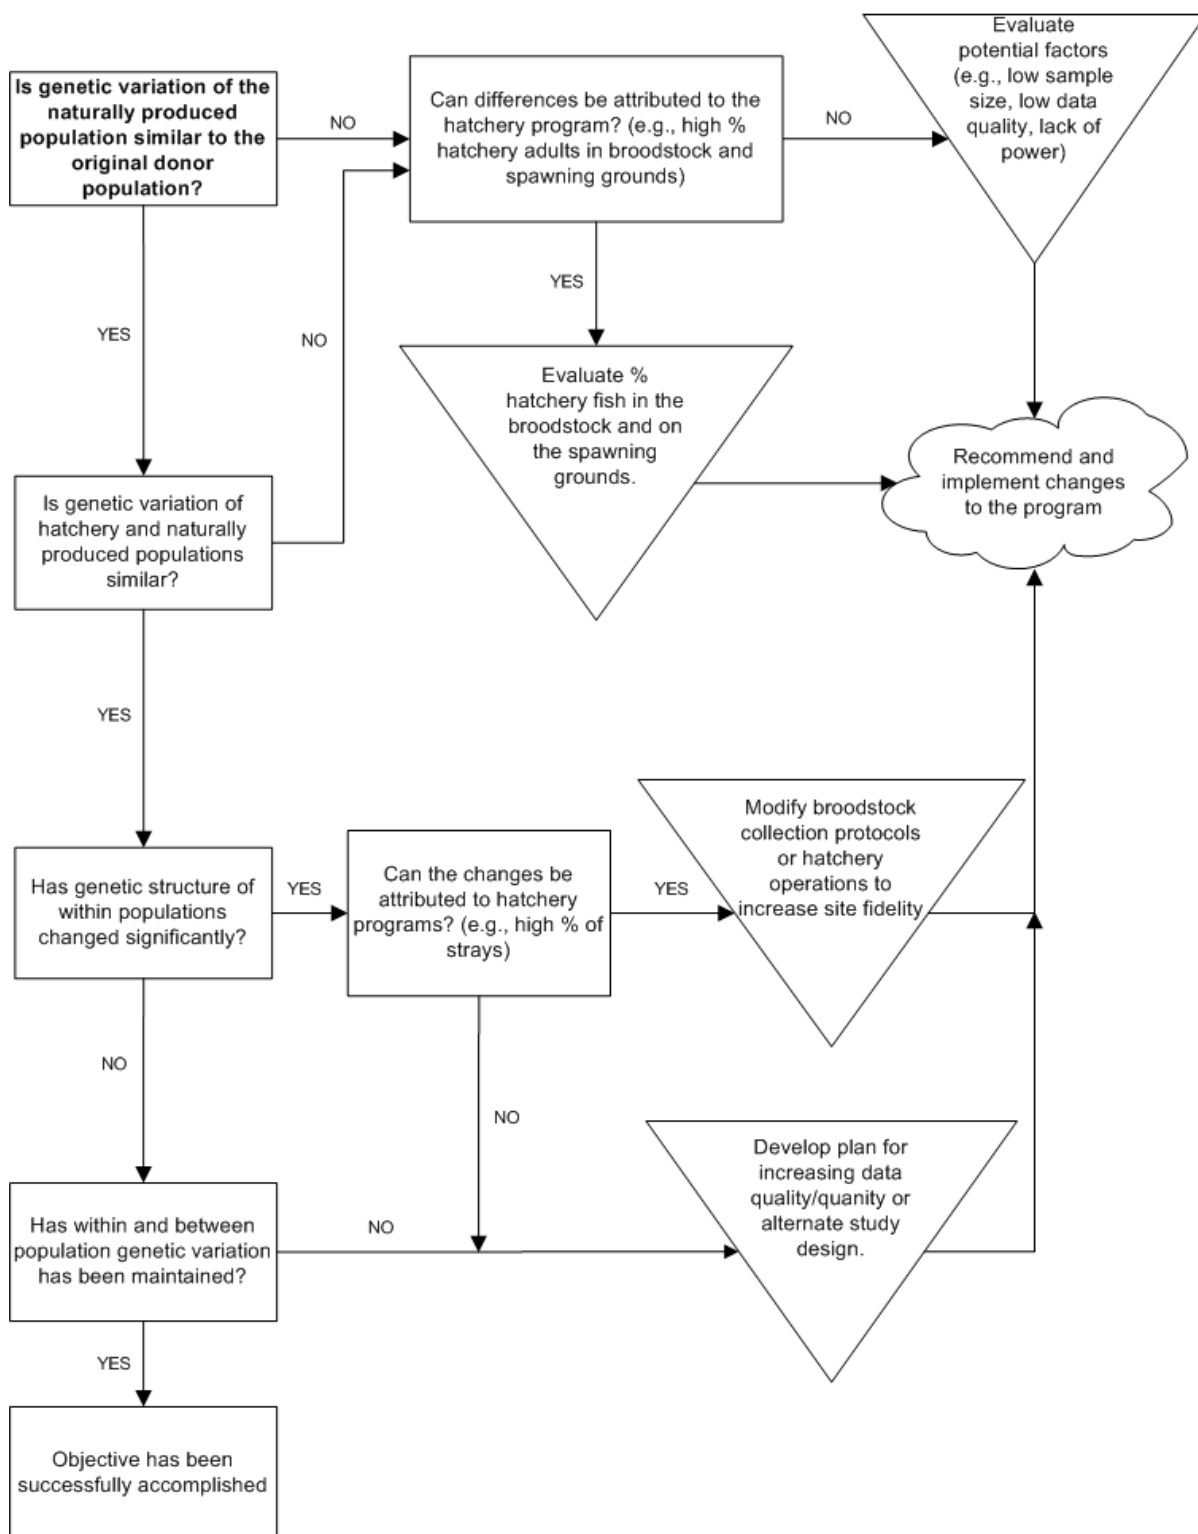 Is genetic variation of the
naturally produced
population similar to the
original donor
population?
NO
Can differences be attributed to the
hatchery program? (e.g., high %
hatchery adults in broodstock and
spawning grounds)
NO
Evaluate
potential factors
(e.g., low sample
size, low data
quality, lack of
power)
YES
NO
YES
Evaluate %
hatchery fish in the
broodstock and on
the spawning
grounds.
Recommend and
implement changes
to the program
Is genetic variation of
hatchery and naturally
produced populations
similar?
YES
Has genetic structure of
within populations
changed significantly?
YES
Can the changes be
attributed to hatchery
programs? (e.g., high % of
strays)
YES
Modify broodstock
collection protocols
or hatchery
operations to
increase site fidelity
NO
NO
Has within and between
population genetic variation
has been maintained?
NO
Develop plan for
increasing data
quality/quanity or
alternate study
design.
YES
Objective has been
successfully accomplished